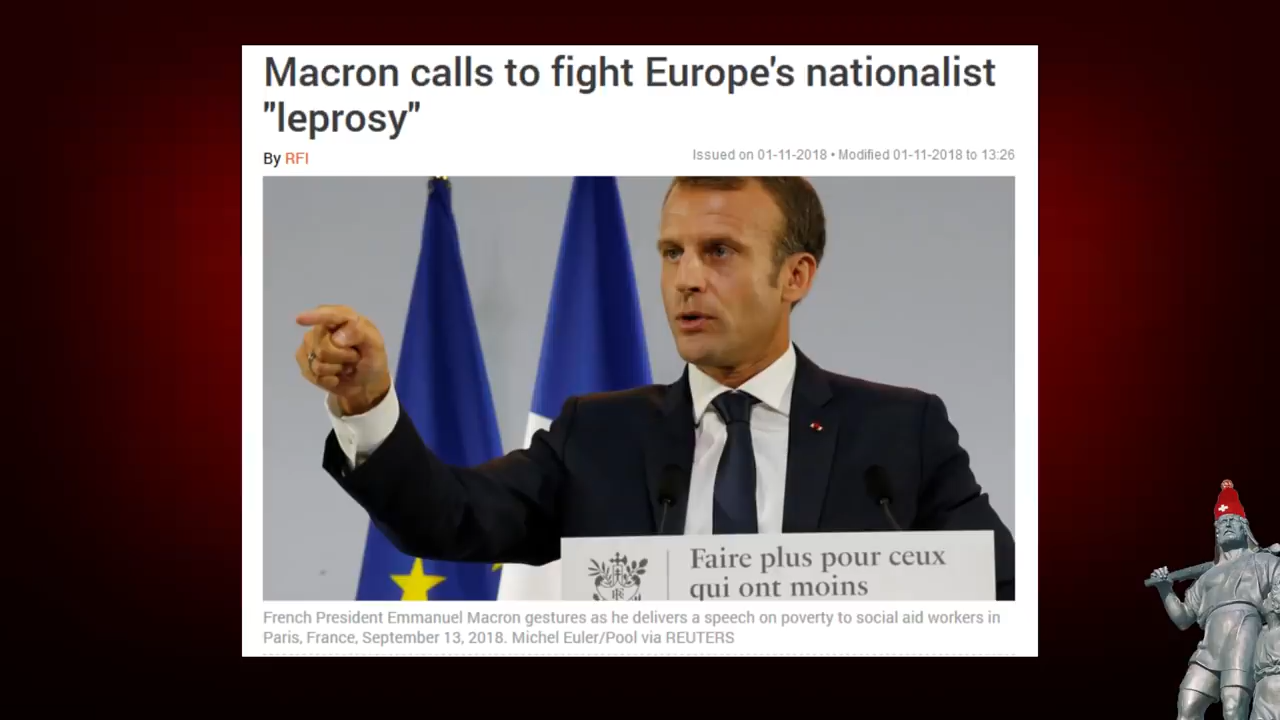 Macron calls to fight Europe's nationalist
"leprosy"
By RFI
Issued on 01-11-2018 • Modified 01-11-2018 to 13:26
Faire plus pour ceux
qui ont moins
French President Emmanuel Macron gestures as he delivers a speech on poverty to social aid workers in
Paris, France, September 13, 2018. Michel Euler/Pool via REUTERS